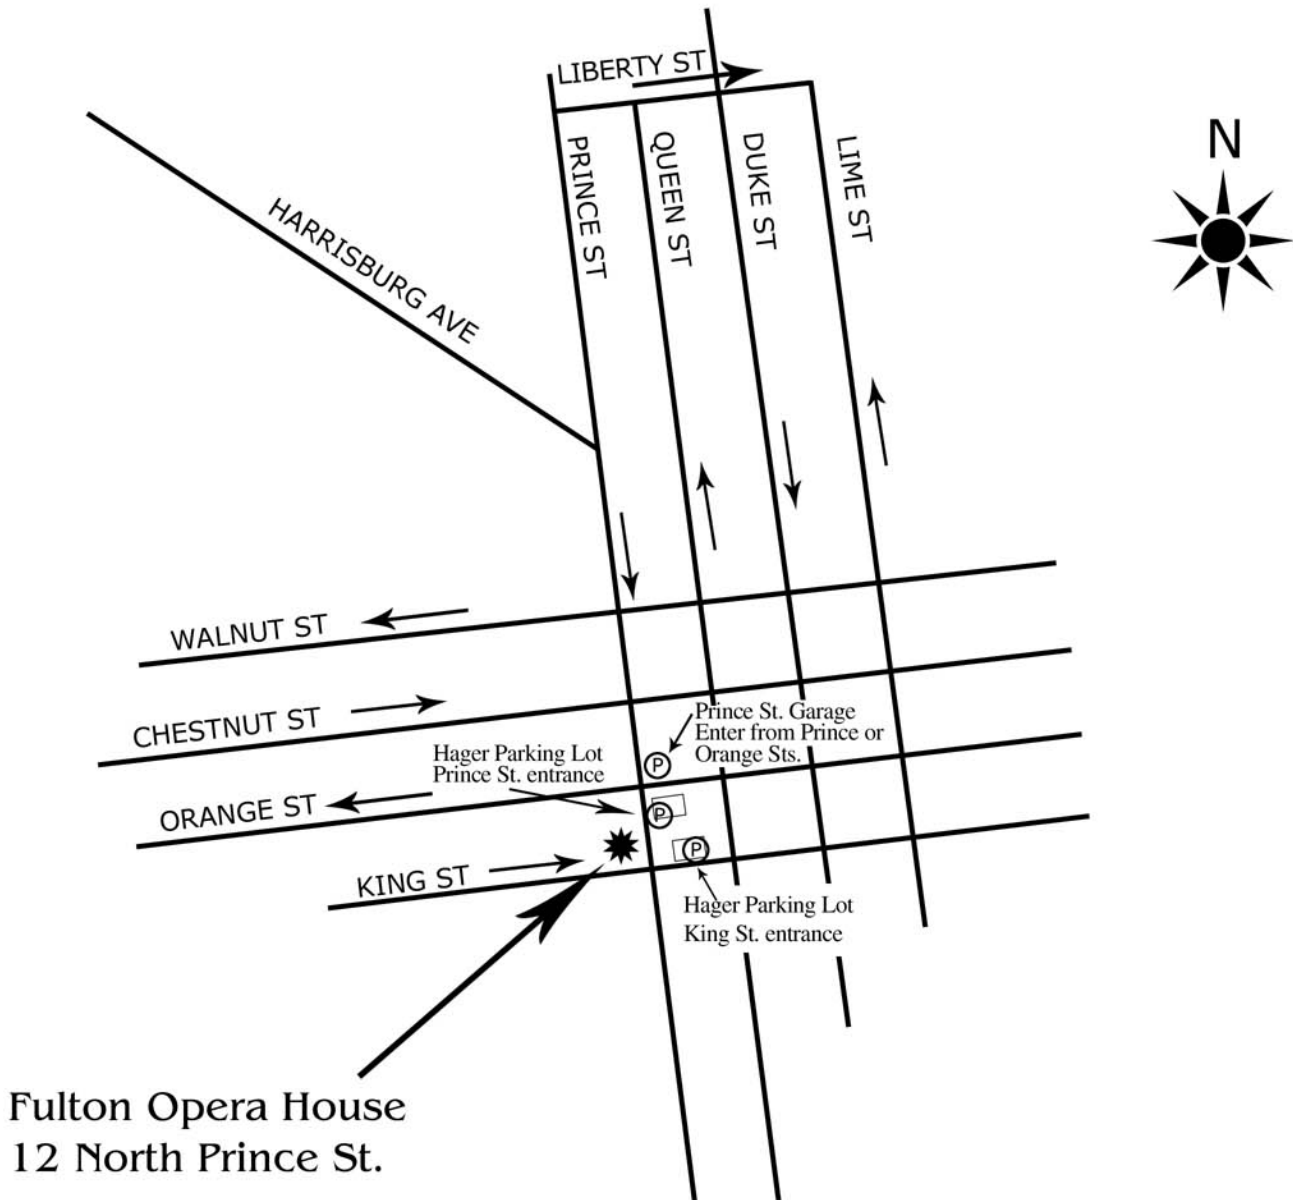 LIBERTY ST
N
PRINCE ST
QUEEN ST
DUKE ST
LIME ST
HARRISBURG AVE
WALNUT ST
CHESTNUT ST
Prince St. Garage
Enter from Prince or
Orange Sts.
Hager Parking Lot
Prince St. entrance
P
ORANGE ST
P
P
KING ST
Hager Parking Lot
King St. entrance
Fulton Opera House
12 North Prince St.